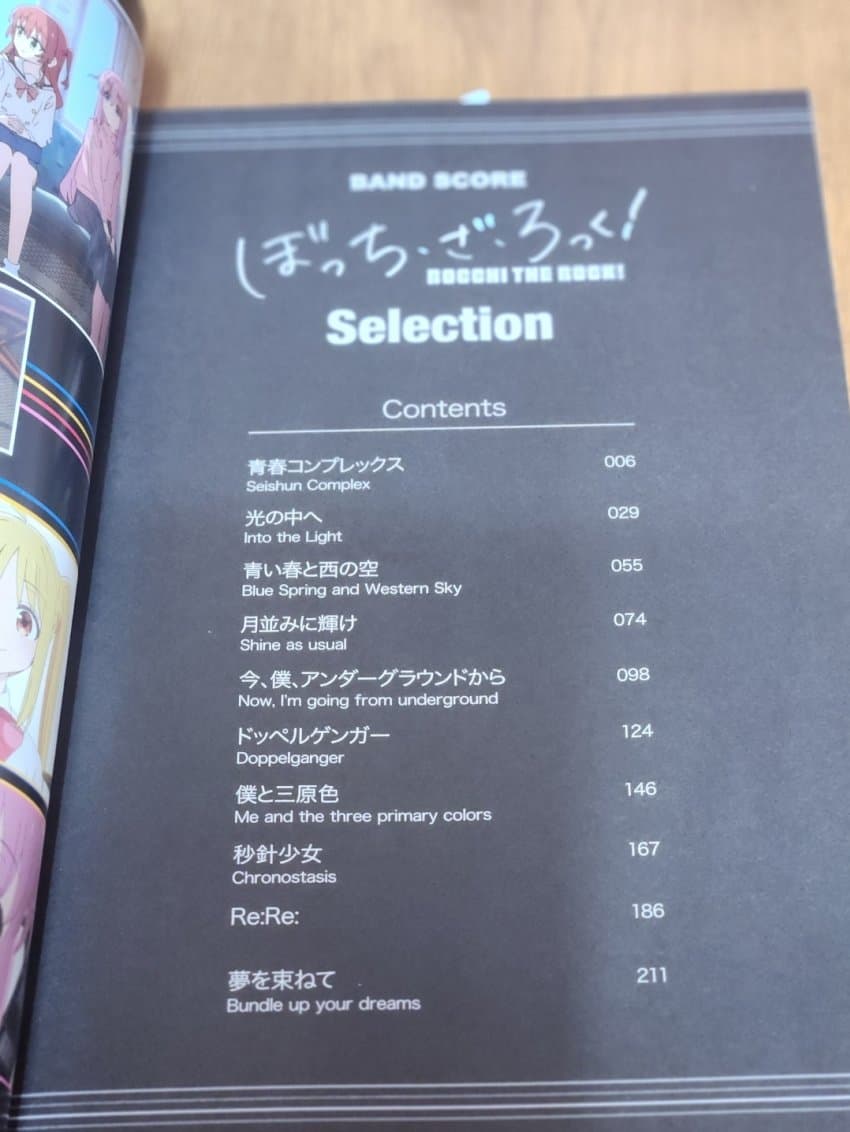 BAND SCORE
ぼっち・ざ・ろっく!
BOCCHI THE ROCK!
Selection
Contents
青春コンプレックス 006
Seishun Complex
光の中へ 029
Into the Light
青い春と西の空 055
Blue Spring and Western Sky
月並みに輝け 074
Shine as usual
今、僕、アンダーグラウンドから 098
Now, I'm going from underground
ドッペルゲンガー 124
Doppelganger
僕と三原色 146
Me and the three primary colors
秒針少女 167
Chronostasis
Re:Re: 186
夢を束ねて 211
Bundle up your dreams